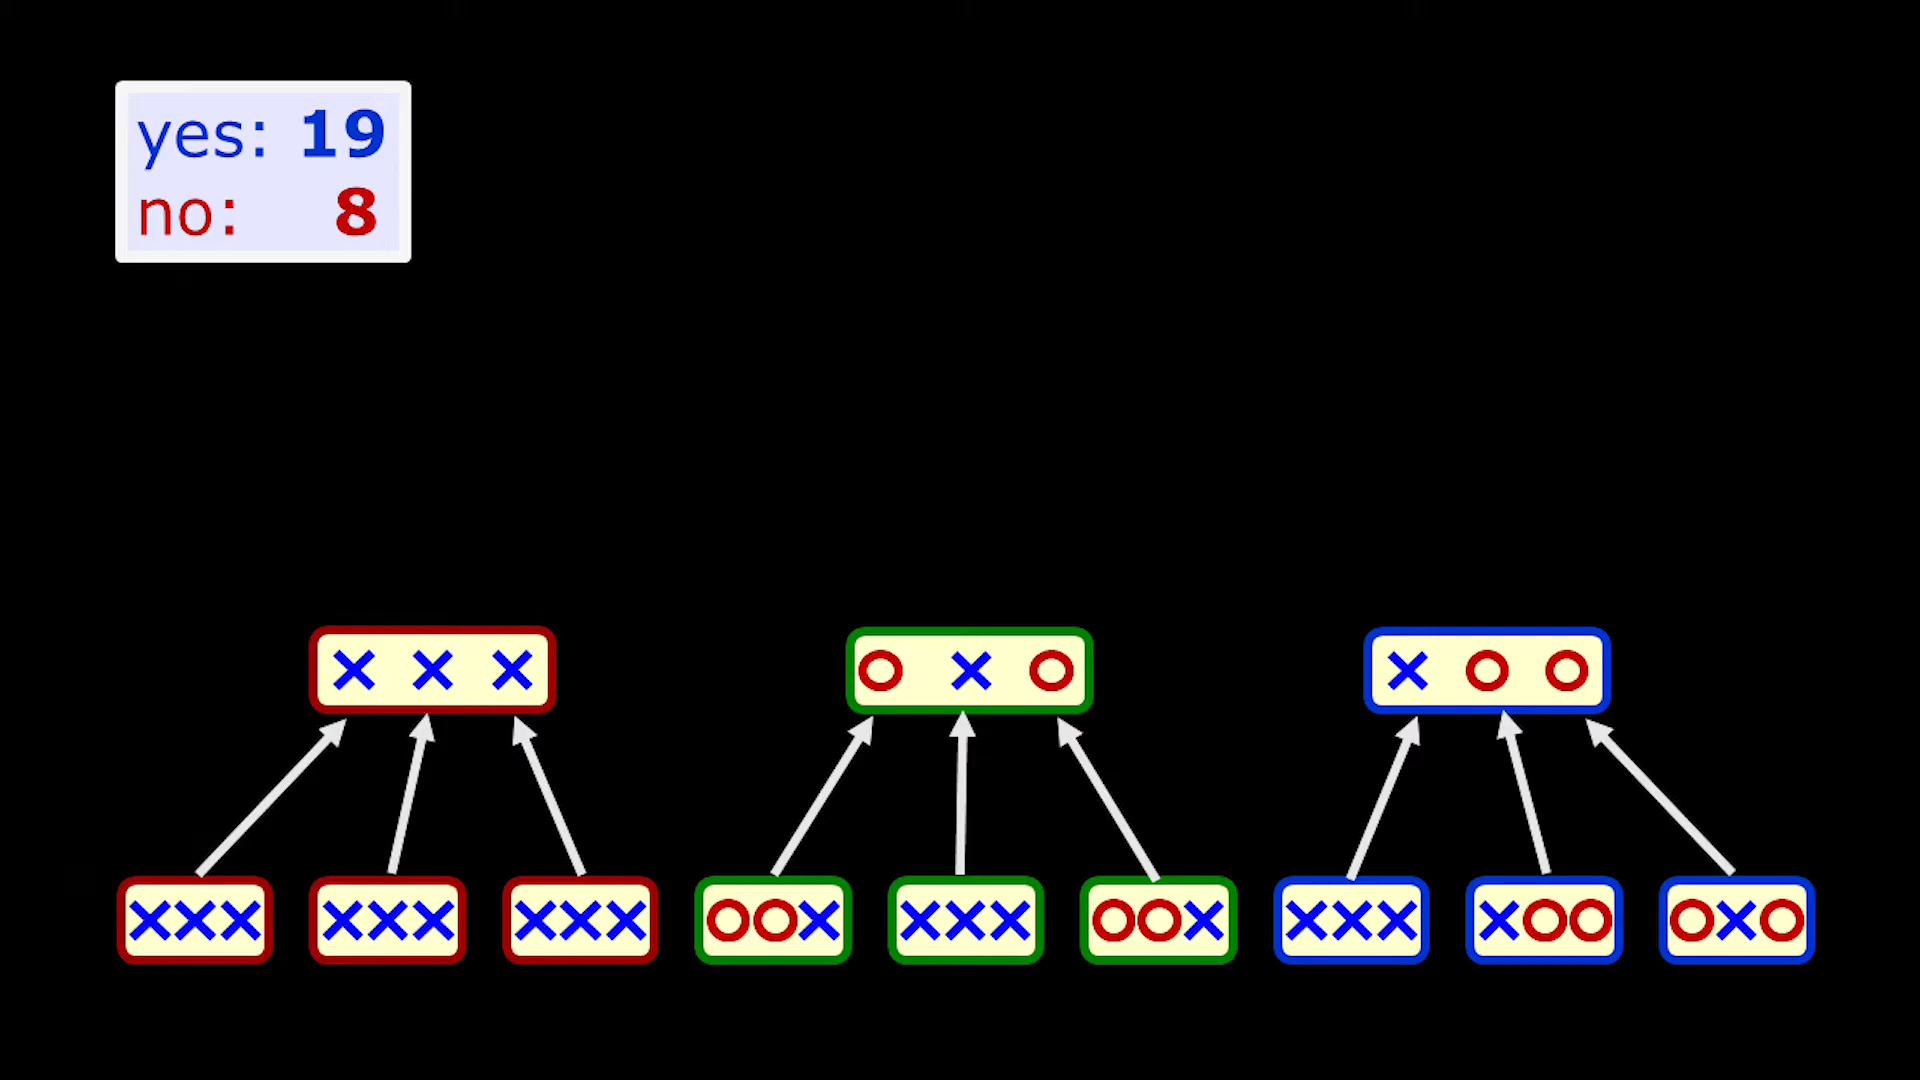 yes: 19
no: 8
X X X
O X O
X O O
XXX
XXX
XXX
OOX
XXX
OOX
XXX
XOO
OXO